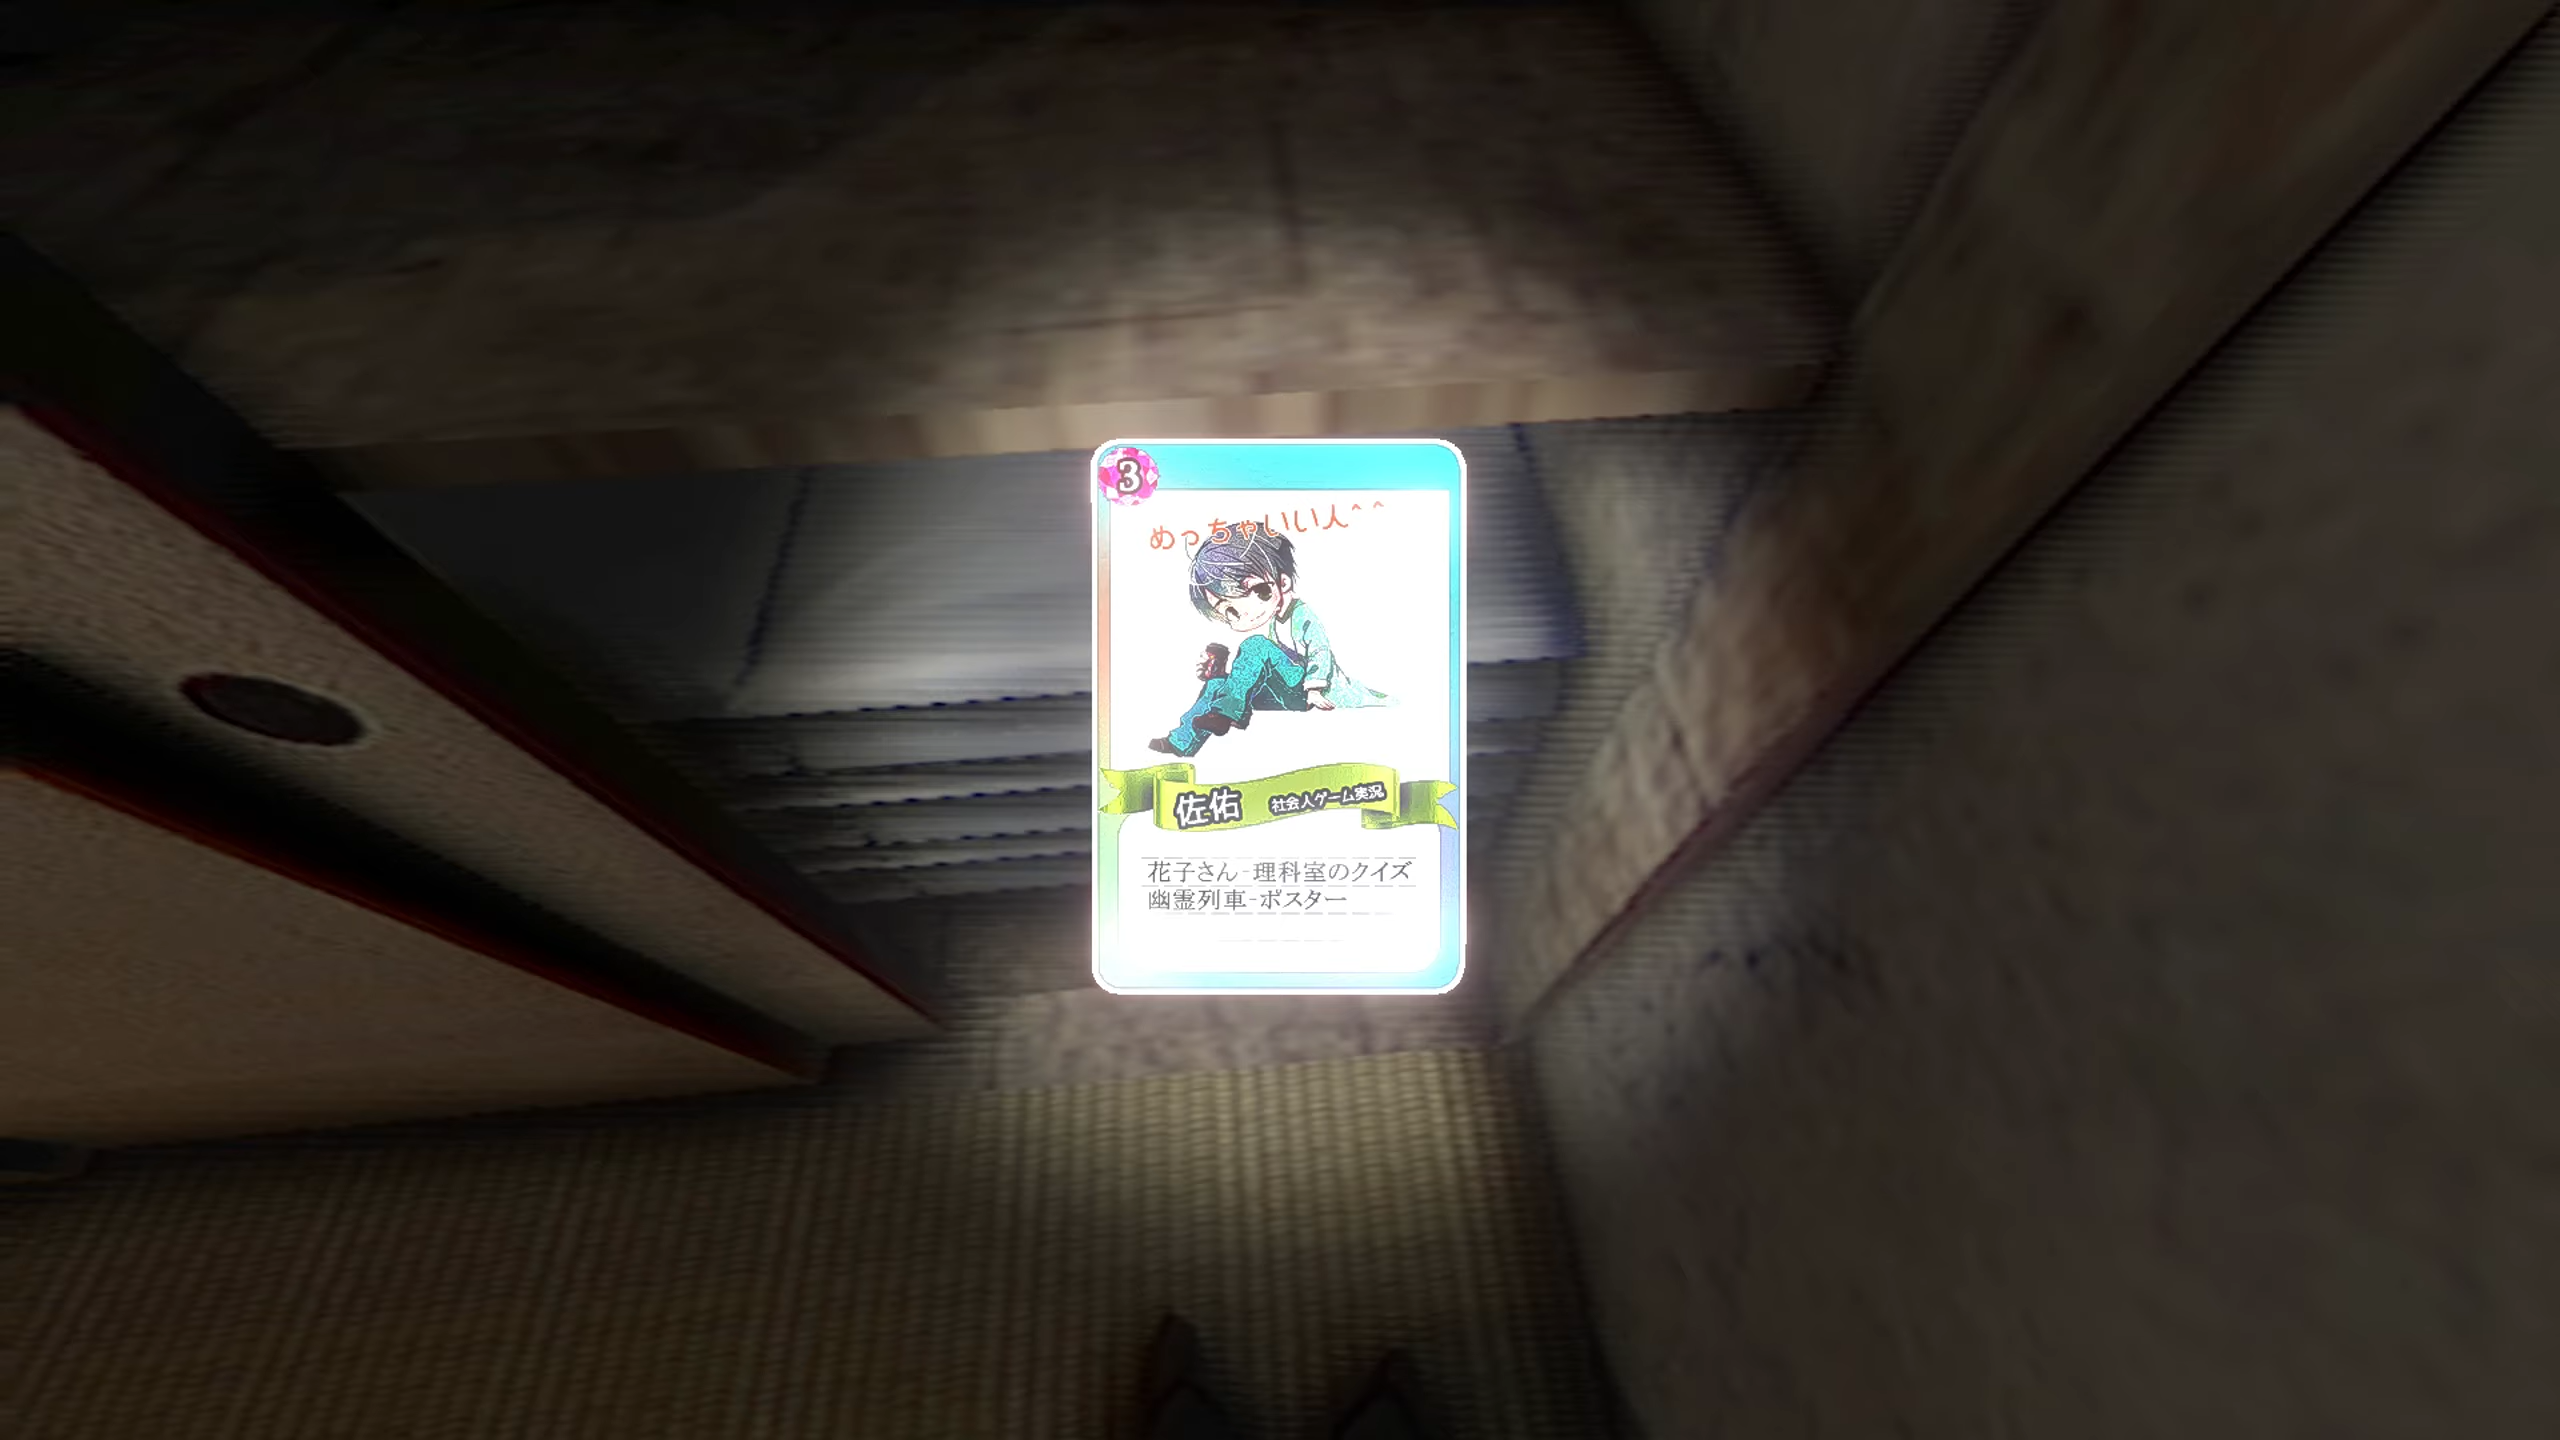 3
めっちゃいい人^^
佐佑 社会人ゲーム実況
花子さん-理科室のクイズ
幽霊列車-ポスター